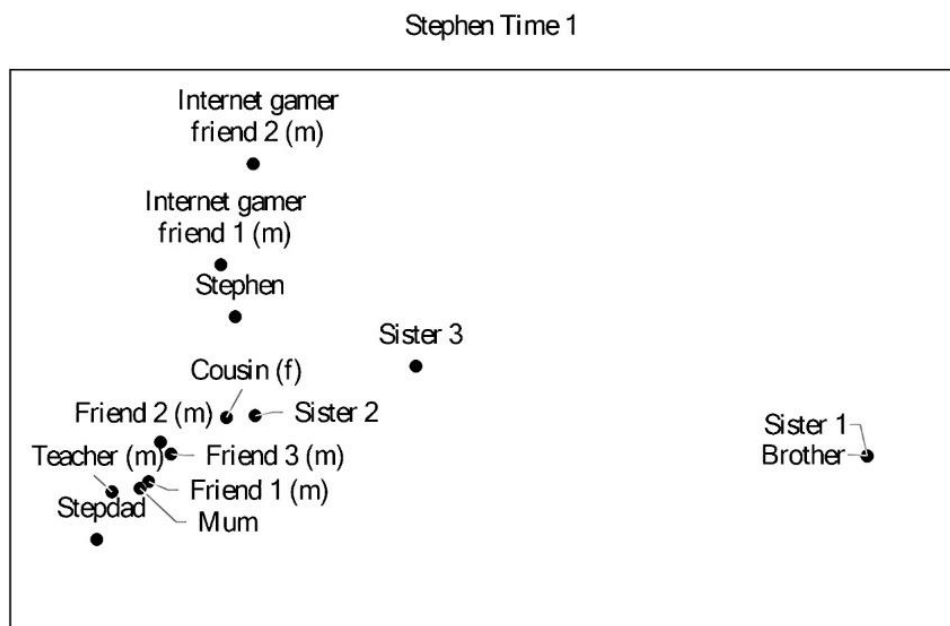 Stephen Time 1
Internet gamer
friend 2 (m)
Internet gamer
friend 1 (m)
Stephen
Sister 3
Cousin (f)
Friend 2 (m)
Sister 2
Sister 1
Brother
Teacher (m)
Friend 3 (m)
Friend 1 (m)
Stepdad
Mum